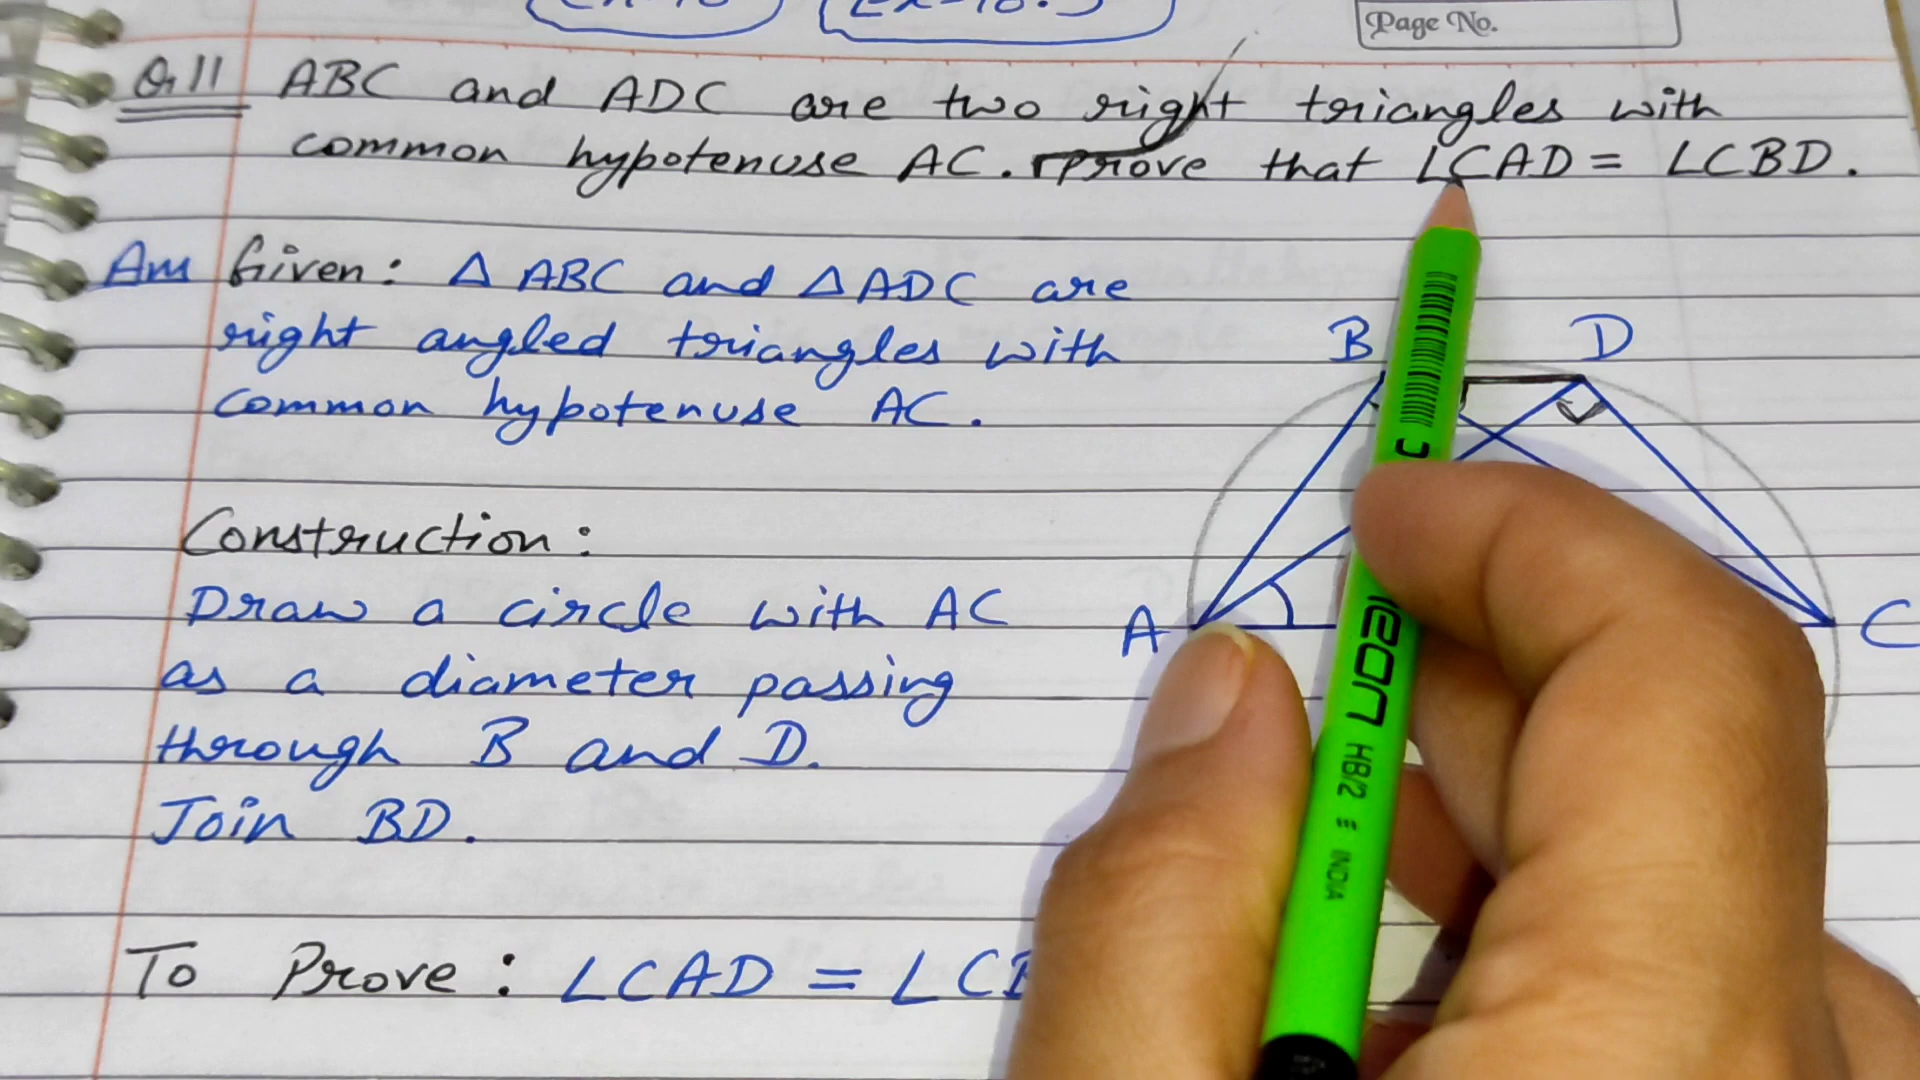 Page No.
Q.11 ABC and ADC are two right triangles with
common hypotenuse AC. prove that ∠CAD = ∠CBD.
Ans Given: △ ABC and △ADC are
right angled triangles with
common hypotenuse AC.
B D
Construction:
Draw a circle with AC
A C
as a diameter passing
through B and D.
Join BD.
HB/2 INDIA
To Prove: ∠CAD =